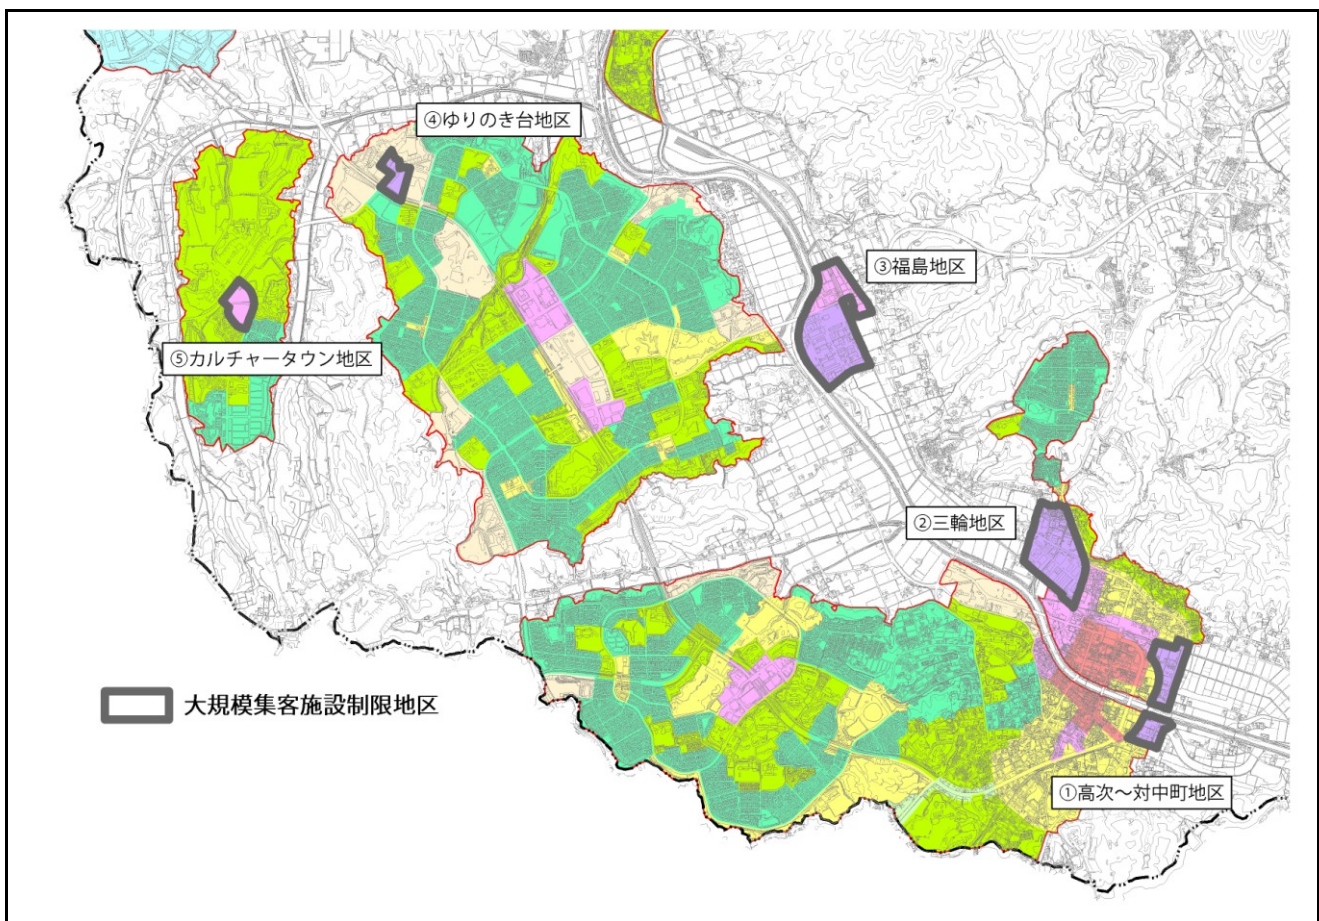 ④ゆりのき台地区
③福島地区
⑤カルチャータウン地区
②三輪地区
大規模集客施設制限地区
①高次～対中町地区